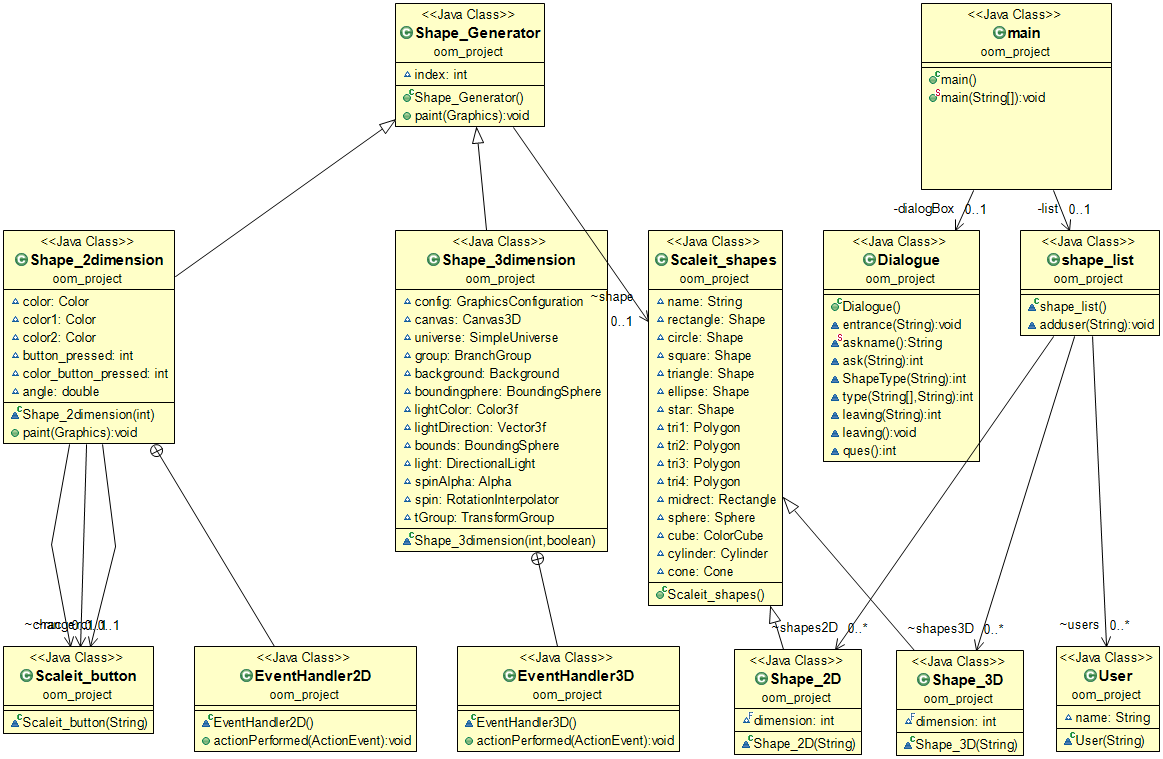 <<Java Class>>
Shape_Generator
oom_project
index: int
Shape_Generator()
paint(Graphics):void
<<Java Class>>
main
oom_project
main()
main(String[]):void
-dialogBox 0..1
-list 0..1
<<Java Class>>
Shape_2dimension
oom_project
color: Color
color1: Color
color2: Color
button_pressed: int
color_button_pressed: int
angle: double
Shape_2dimension(int)
paint(Graphics):void
<<Java Class>>
Shape_3dimension
oom_project
config: GraphicsConfiguration
canvas: Canvas3D
universe: SimpleUniverse
group: BranchGroup
background: Background
boundingphere: BoundingSphere
lightColor: Color3f
lightDirection: Vector3f
bounds: BoundingSphere
light: DirectionalLight
spinAlpha: Alpha
spin: RotationInterpolator
tGroup: TransformGroup
Shape_3dimension(int,boolean)
~shape
0..1
<<Java Class>>
Scaleit_shapes
oom_project
name: String
rectangle: Shape
circle: Shape
square: Shape
triangle: Shape
ellipse: Shape
star: Shape
tri1: Polygon
tri2: Polygon
tri3: Polygon
tri4: Polygon
midrect: Rectangle
sphere: Sphere
cube: ColorCube
cylinder: Cylinder
cone: Cone
Scaleit_shapes()
<<Java Class>>
Dialogue
oom_project
Dialogue()
entrance(String):void
askname():String
ask(String):int
ShapeType(String):int
type(String[],String):int
leaving(String):int
leaving():void
ques():int
<<Java Class>>
shape_list
oom_project
shape_list()
adduser(String):void
~shapes2D 0..*
~shapes3D 0..*
~users 0..*
<<Java Class>>
Scaleit_button
oom_project
Scaleit_button(String)
<<Java Class>>
EventHandler2D
oom_project
EventHandler2D()
actionPerformed(ActionEvent):void
<<Java Class>>
EventHandler3D
oom_project
EventHandler3D()
actionPerformed(ActionEvent):void
<<Java Class>>
Shape_2D
oom_project
dimension: int
Shape_2D(String)
<<Java Class>>
Shape_3D
oom_project
dimension: int
Shape_3D(String)
<<Java Class>>
User
oom_project
name: String
User(String)